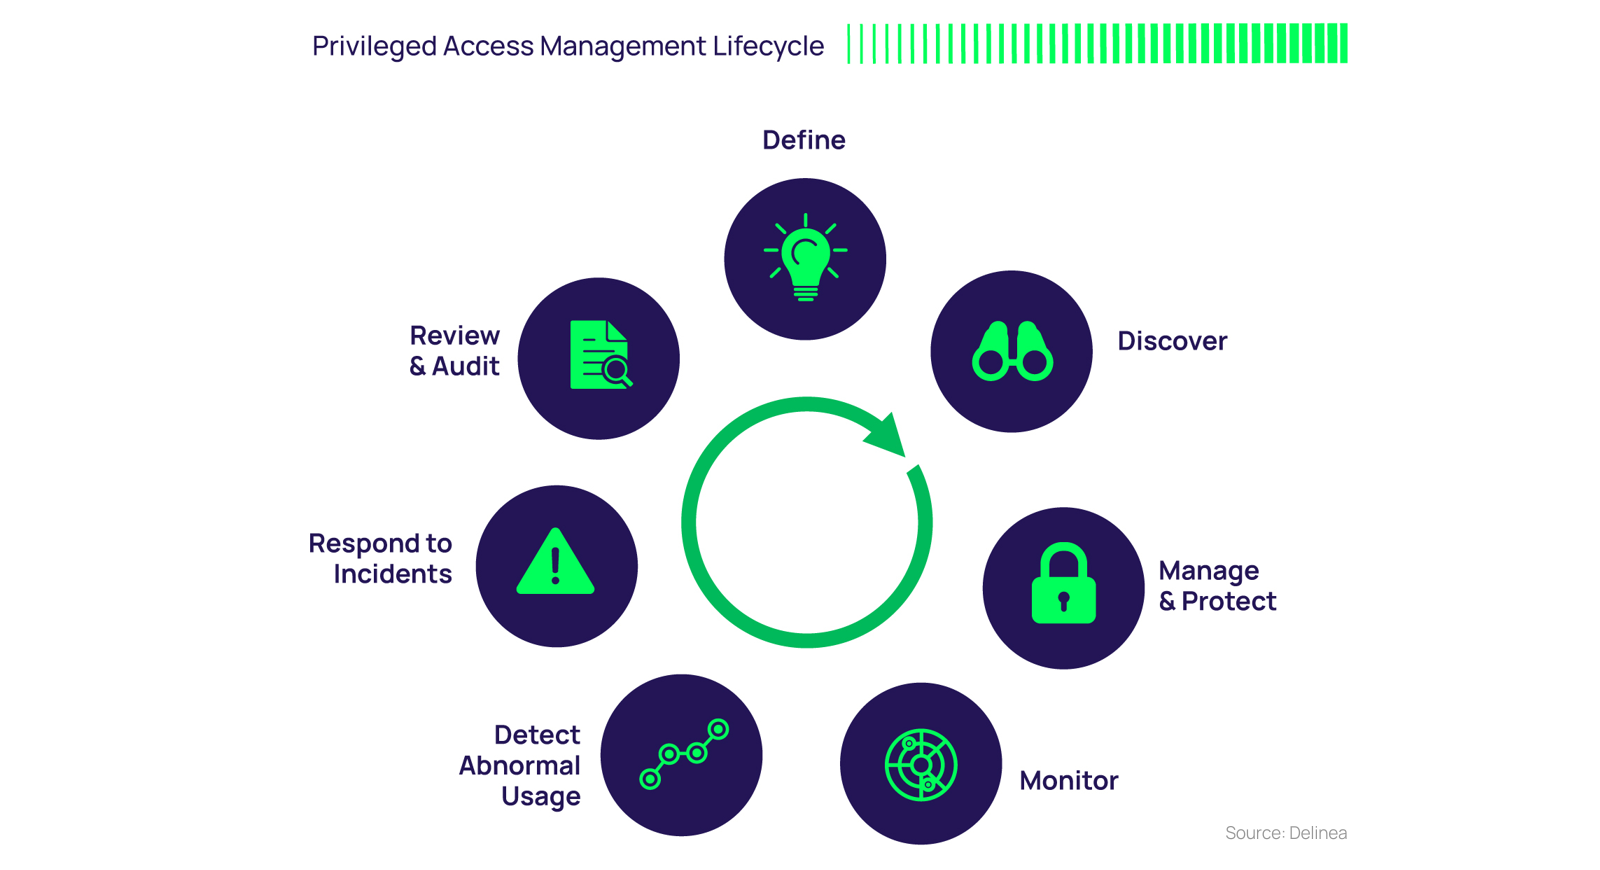 Privileged Access Management Lifecycle
Define
Discover
Manage
& Protect
Monitor
Detect
Abnormal
Usage
Respond to
Incidents
Review
& Audit
Source: Delinea